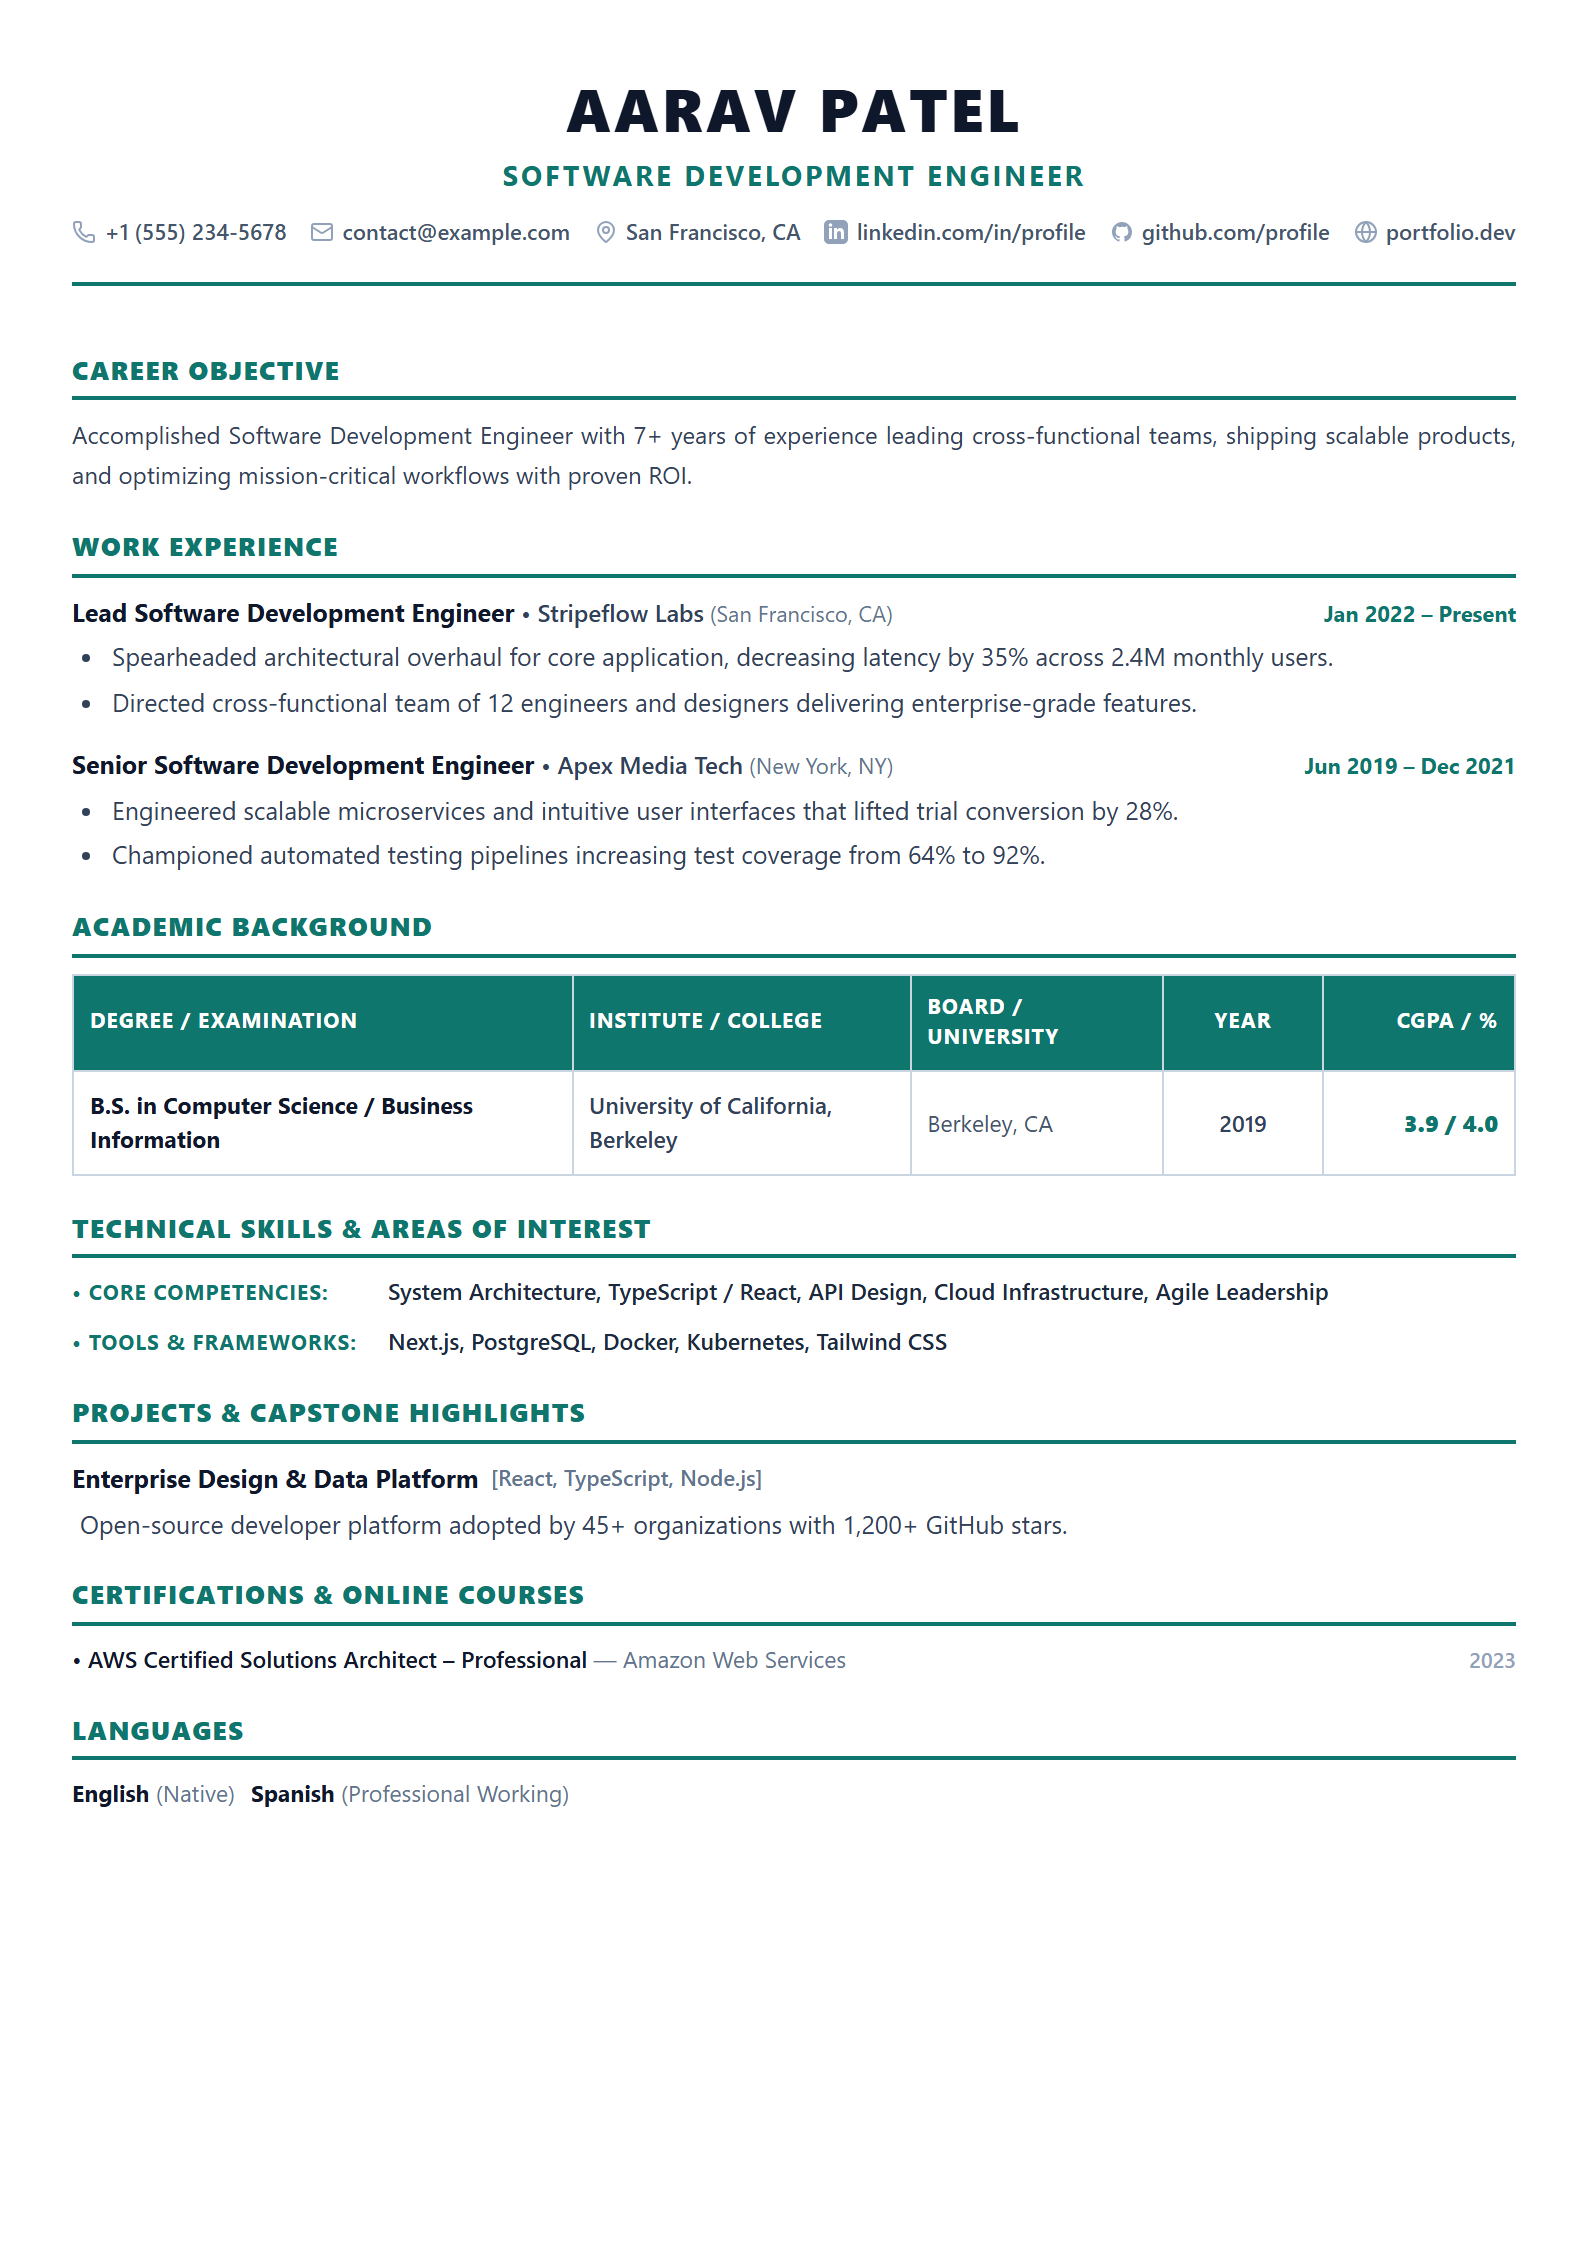 AARAV PATEL
SOFTWARE DEVELOPMENT ENGINEER
+1 (555) 234-5678 contact@example.com San Francisco, CA linkedin.com/in/profile github.com/profile portfolio.dev
CAREER OBJECTIVE
Accomplished Software Development Engineer with 7+ years of experience leading cross-functional teams, shipping scalable products,
and optimizing mission-critical workflows with proven ROI.
WORK EXPERIENCE
Lead Software Development Engineer • Stripeflow Labs (San Francisco, CA) Jan 2022 – Present
• Spearheaded architectural overhaul for core application, decreasing latency by 35% across 2.4M monthly users.
• Directed cross-functional team of 12 engineers and designers delivering enterprise-grade features.
Senior Software Development Engineer • Apex Media Tech (New York, NY) Jun 2019 – Dec 2021
• Engineered scalable microservices and intuitive user interfaces that lifted trial conversion by 28%.
• Championed automated testing pipelines increasing test coverage from 64% to 92%.
ACADEMIC BACKGROUND
DEGREE / EXAMINATION INSTITUTE / COLLEGE BOARD /
UNIVERSITY YEAR CGPA / %
B.S. in Computer Science / Business
Information University of California,
Berkeley Berkeley, CA 2019 3.9 / 4.0
TECHNICAL SKILLS & AREAS OF INTEREST
• CORE COMPETENCIES: System Architecture, TypeScript / React, API Design, Cloud Infrastructure, Agile Leadership
• TOOLS & FRAMEWORKS: Next.js, PostgreSQL, Docker, Kubernetes, Tailwind CSS
PROJECTS & CAPSTONE HIGHLIGHTS
Enterprise Design & Data Platform [React, TypeScript, Node.js]
Open-source developer platform adopted by 45+ organizations with 1,200+ GitHub stars.
CERTIFICATIONS & ONLINE COURSES
• AWS Certified Solutions Architect – Professional — Amazon Web Services 2023
LANGUAGES
English (Native) Spanish (Professional Working)